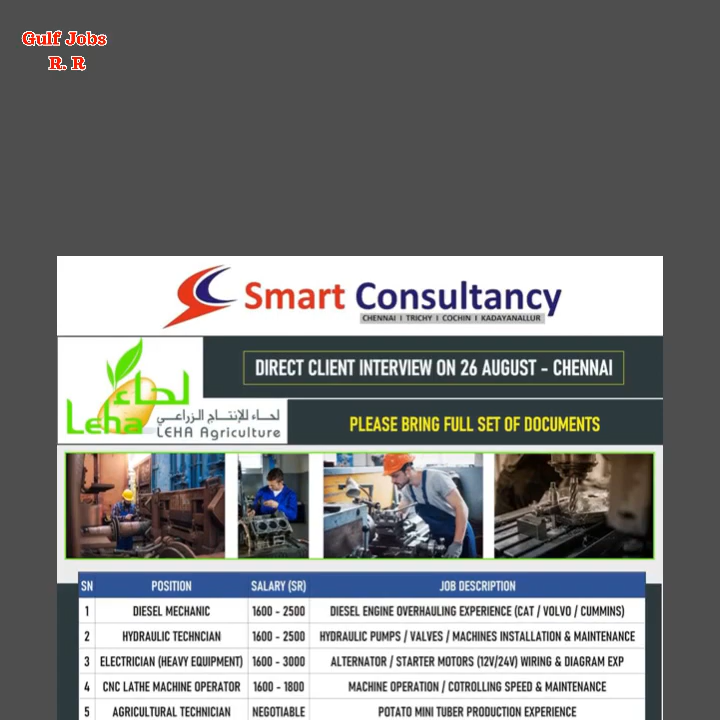 Gulf Jobs
R. R
Smart Consultancy
CHENNAI I TRICHY I COCHIN I KADAYANALLUR
لحاء
Leha
لحاء للإنتاج الزراعي
LEHA Agriculture
DIRECT CLIENT INTERVIEW ON 26 AUGUST - CHENNAI
PLEASE BRING FULL SET OF DOCUMENTS
SN POSITION SALARY (SR) JOB DESCRIPTION
1 DIESEL MECHANIC 1600 - 2500 DIESEL ENGINE OVERHAULING EXPERIENCE (CAT / VOLVO / CUMMINS)
2 HYDRAULIC TECHNCIAN 1600 - 2500 HYDRAULIC PUMPS / VALVES / MACHINES INSTALLATION & MAINTENANCE
3 ELECTRICIAN (HEAVY EQUIPMENT) 1600 - 3000 ALTERNATOR / STARTER MOTORS (12V/24V) WIRING & DIAGRAM EXP
4 CNC LATHE MACHINE OPERATOR 1600 - 1800 MACHINE OPERATION / COTROLLING SPEED & MAINTENANCE
5 AGRICULTURAL TECHNICIAN NEGOTIABLE POTATO MINI TUBER PRODUCTION EXPERIENCE